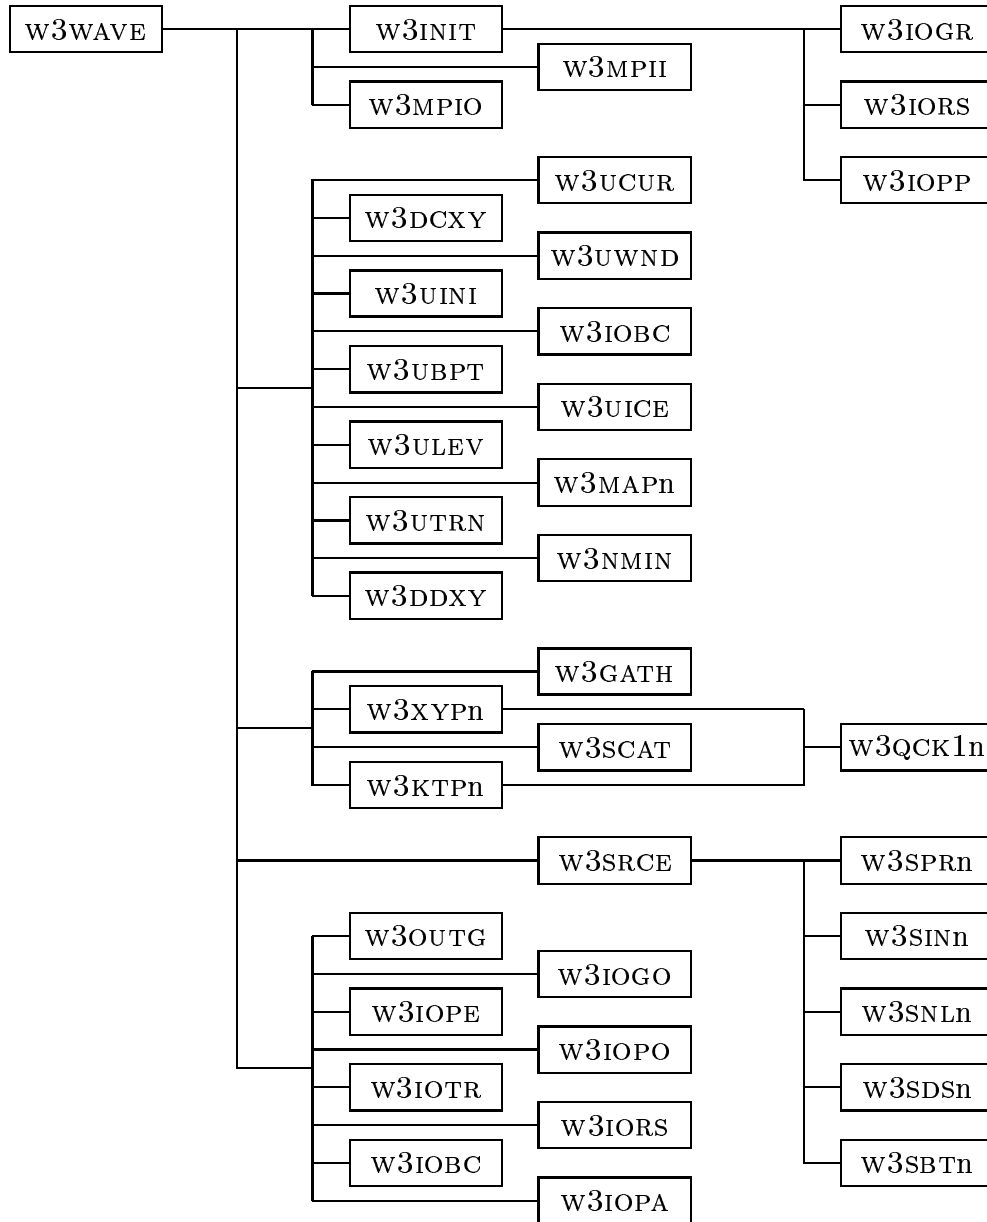 W3WAVE
W3INIT
W3IOGR
W3MPII
W3MPIO
W3IORS
W3UCUR
W3IOPP
W3DCXY
W3UWND
W3UINI
W3IOBC
W3UBPT
W3UICE
W3ULEV
W3MAPn
W3UTRN
W3NMIN
W3DDXY
W3GATH
W3XYPn
W3SCAT
W3QCK1n
W3KTPn
W3SRCE
W3SPRn
W3OUTG
W3SINn
W3IOGO
W3IOPE
W3SNLn
W3IOPO
W3IOTR
W3SDSn
W3IORS
W3IOBC
W3SBTn
W3IOPA